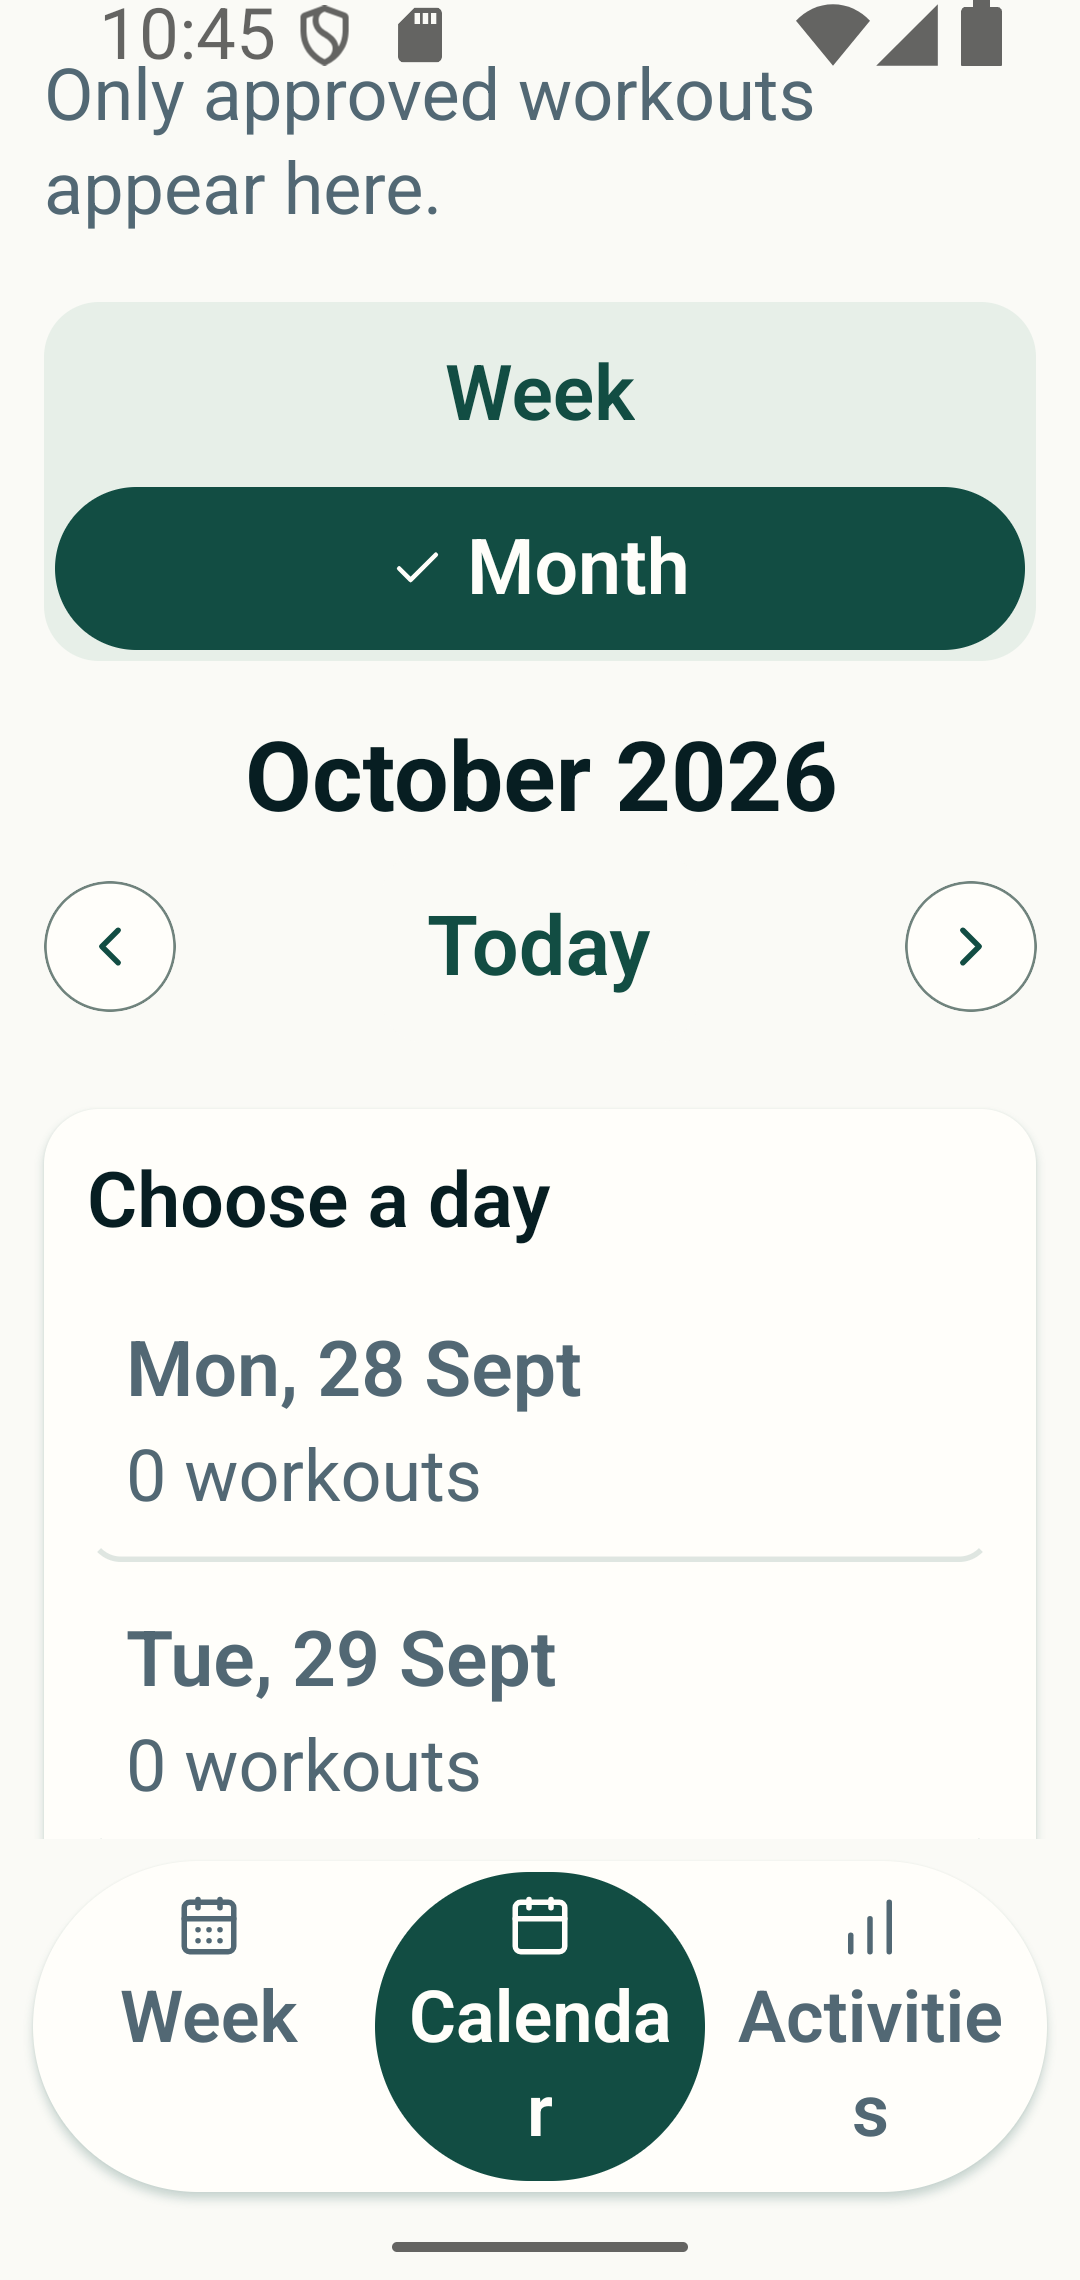 10:45
Only approved workouts
appear here.
Week
Month
October 2026
Today
Choose a day
Mon, 28 Sept
0 workouts
Tue, 29 Sept
0 workouts
Week
Calenda
r
Activitie
s